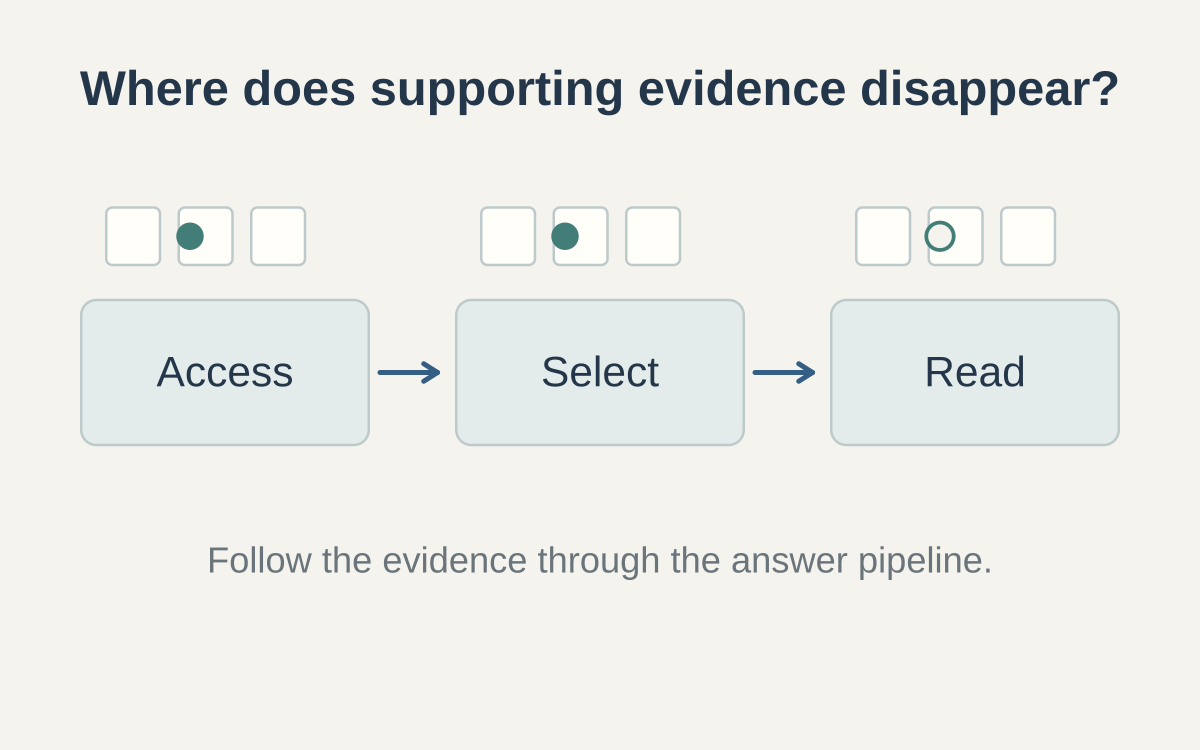 Where does supporting evidence disappear?
Access
Select
Read
Follow the evidence through the answer pipeline.